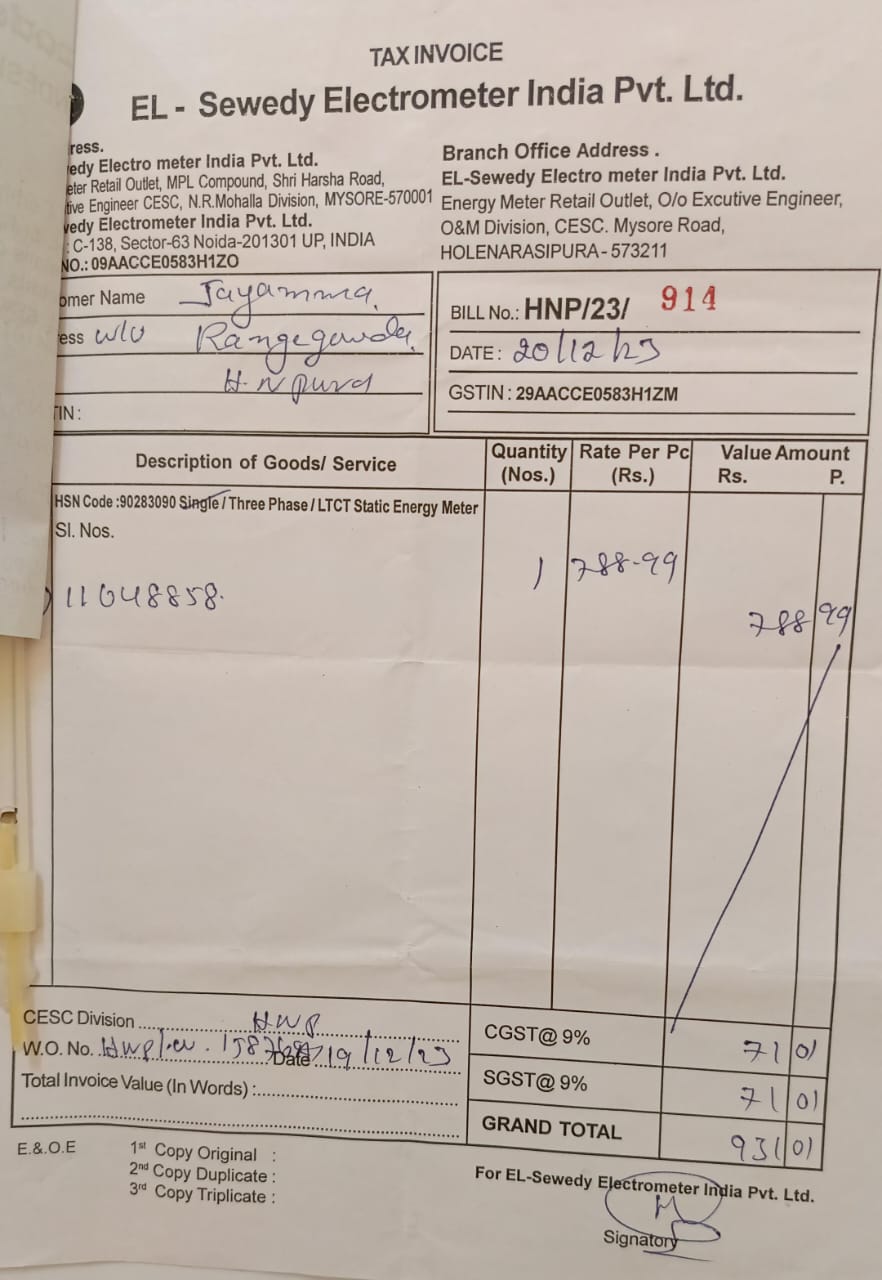 TAX INVOICE
EL - Sewedy Electrometer India Pvt. Ltd.
ress.
edy Electro meter India Pvt. Ltd.
eter Retail Outlet, MPL Compound, Shri Harsha Road,
tive Engineer CESC, N.R.Mohalla Division, MYSORE-570001
vedy Electrometer India Pvt. Ltd.
: C-138, Sector-63 Noida-201301 UP, INDIA
NO.: 09AACCE0583H1ZO
Branch Office Address .
EL-Sewedy Electro meter India Pvt. Ltd.
Energy Meter Retail Outlet, O/o Excutive Engineer,
O&M Division, CESC. Mysore Road,
HOLENARASIPURA - 573211
omer Name Jayamma.
ess W/O Rangegowda.
H.N pura
TIN :
BILL No.: HNP/23/ 914
DATE : 20/12/23
GSTIN : 29AACCE0583H1ZM
Description of Goods/ Service Quantity (Nos.) Rate Per Pc (Rs.) Value Amount Rs. P.
HSN Code :90283090 Single / Three Phase / LTCT Static Energy Meter
Sl. Nos.
1 788-99
11048858.
788 99
CESC Division HNP
W.O. No. Date 19/12/23
Total Invoice Value (In Words) :
CGST@ 9% 71 01
SGST@ 9% 71 01
GRAND TOTAL 931 01
E.& O.E
1st Copy Original :
2nd Copy Duplicate :
3rd Copy Triplicate :
For EL-Sewedy Electrometer India Pvt. Ltd.
Signatory